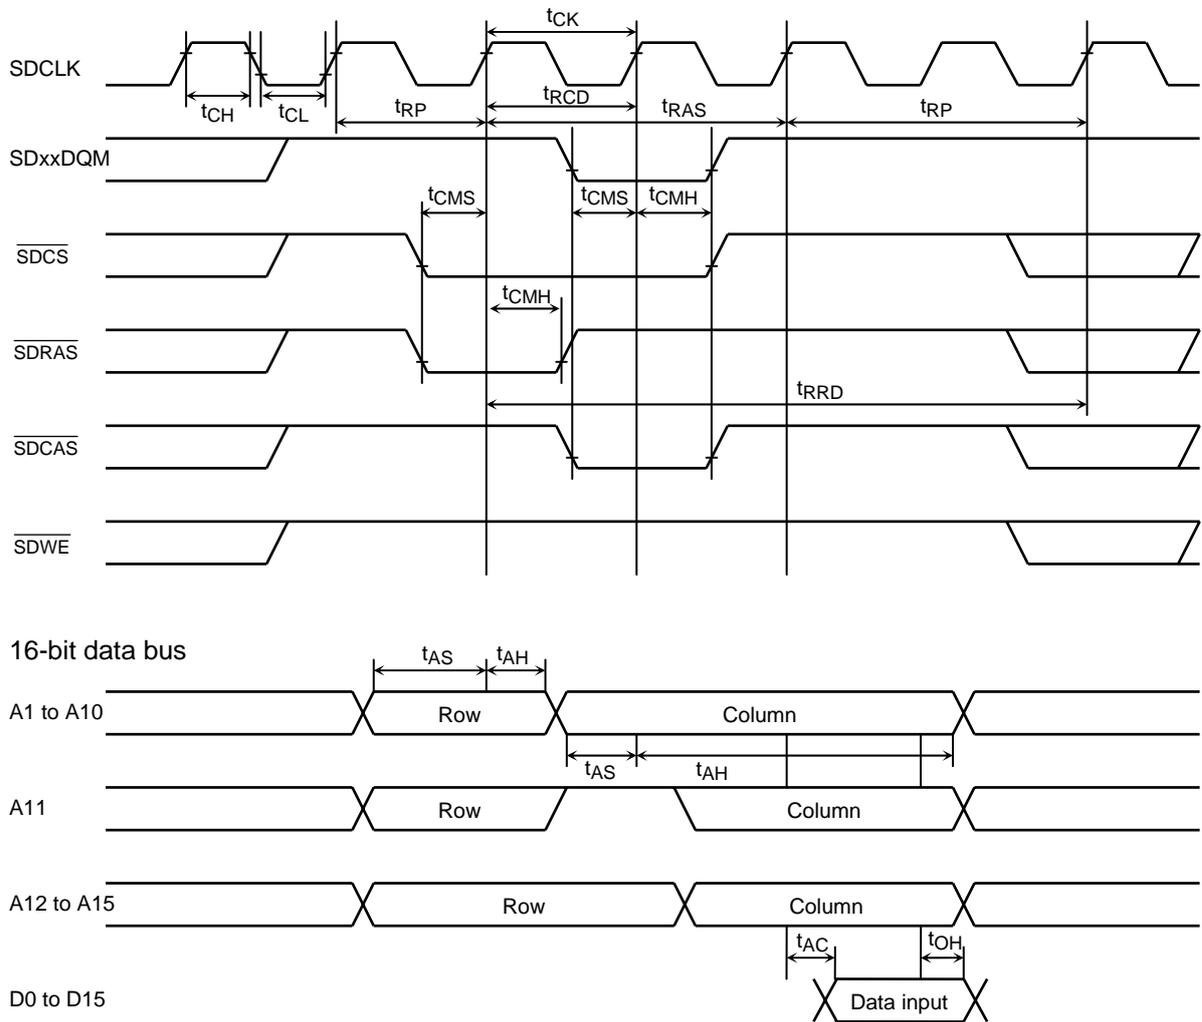 tCK
SDCLK
tCH tCL tRP tRCD tRAS tRP
SDxxDQM
tCMS tCMS tCMH
SDCS
tCMH
SDRAS
tRRD
SDCAS
SDWE
16-bit data bus
tAS tAH
A1 to A10 Row Column
tAS tAH
A11 Row Column
A12 to A15 Row Column
tAC tOH
D0 to D15 Data input